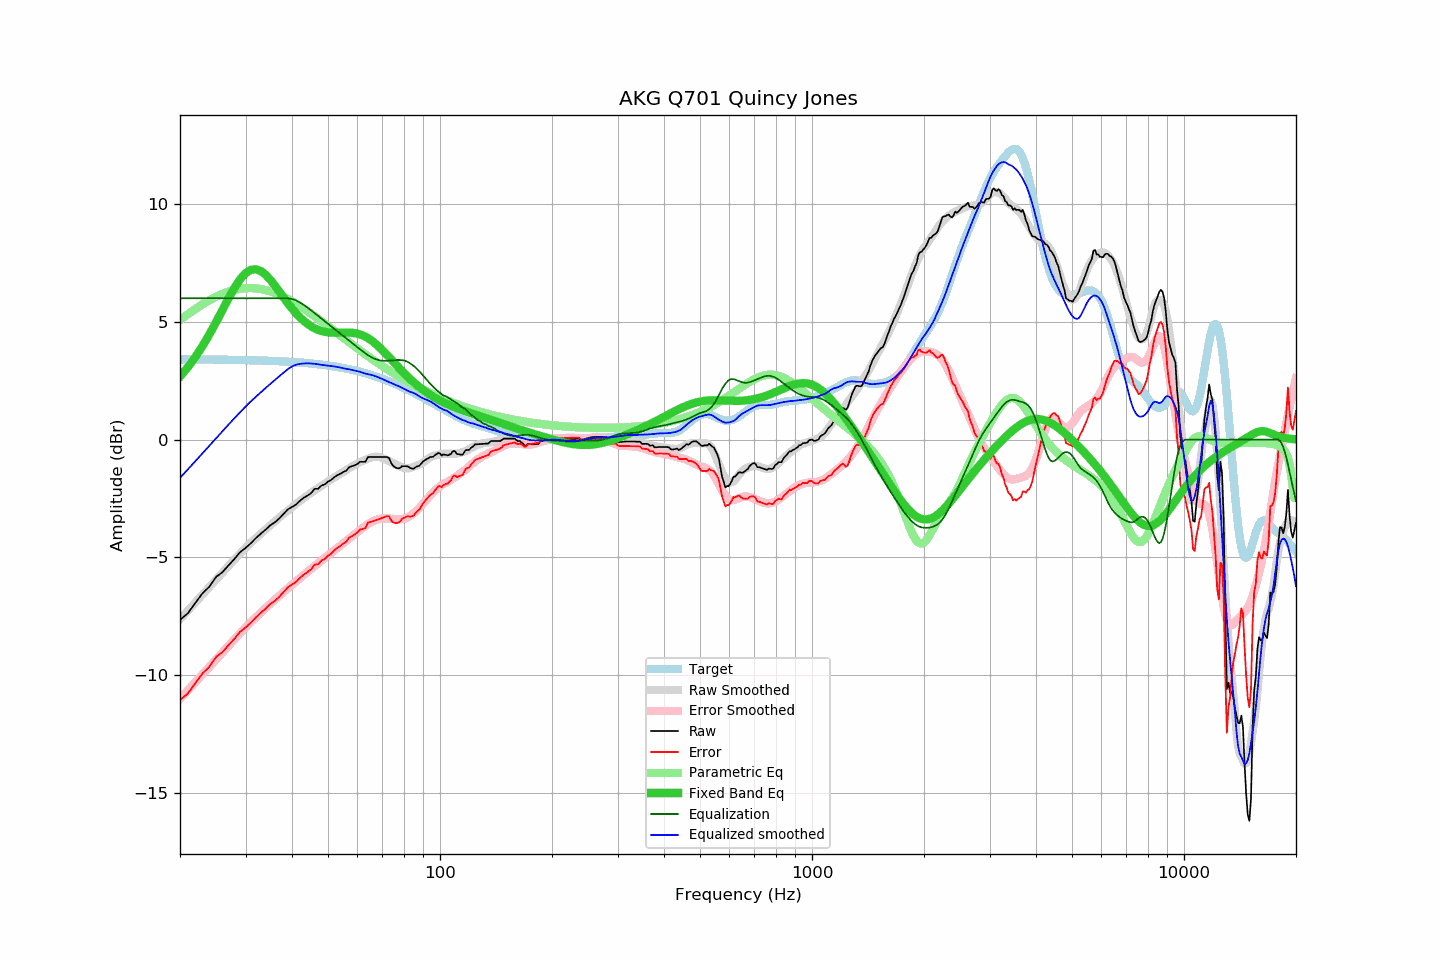 AKG Q701 Quincy Jones
Amplitude (dBr)
10
5
0
−5
−10
−15
Target
Raw Smoothed
Error Smoothed
Raw
Error
Parametric Eq
Fixed Band Eq
Equalization
Equalized smoothed
100
1000
10000
Frequency (Hz)